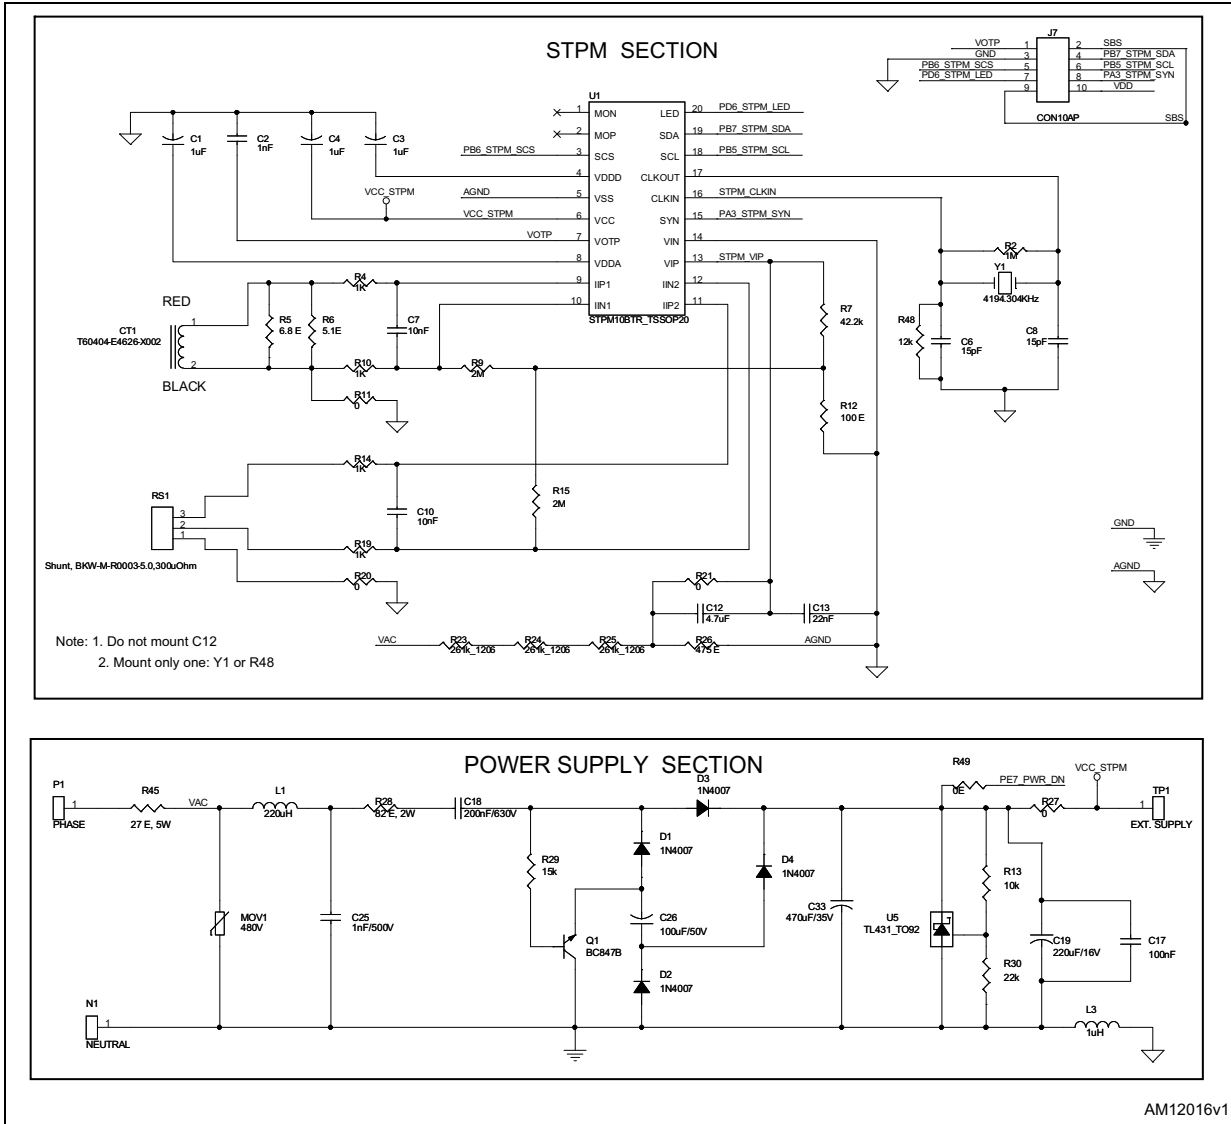 STPM SECTION
J7
VOTP 1 2 SBS
GND 3 4 PB7_STPM_SDA
PB6_STPM_SCS 5 6 PB5_STPM_SCL
PD6_STPM_LED 7 8 PA3_STPM_SYN
9 10 VDD
CON10AP
SBS
U1
1 MON LED 20 PD6_STPM_LED
2 MOP SDA 19 PB7_STPM_SDA
PB6_STPM_SCS 3 SCS SCL 18 PB5_STPM_SCL
4 VDDD CLKOUT 17
AGND 5 VSS CLKIN 16 STPM_CLKIN
VCC_STPM 6 VCC SYN 15 PA3_STPM_SYN
VOTP 7 VOTP VIN 14
8 VDDA VIP 13 STPM_VIP
9 IIP1 IIN2 12
10 IIN1 IIP2 11
STPM10BTR_TSSOP20
C1
1uF
C2
1nF
C4
1uF
C3
1uF
VCC_STPM
R2
1M
Y1
4194.304KHz
R48
12k
C6
15pF
C8
15pF
RED
CT1
T60404-E4626-X002
1
2
BLACK
R5
6.8 E
R6
5.1E
R4
1K
C7
10nF
R10
1K
R9
2M
R11
0
R7
42.2k
R12
100 E
R14
1K
RS1
3
2
1
C10
10nF
R15
2M
R19
1K
Shunt, BKW-M-R0003-5.0,300uOhm
R20
0
R21
0
C12
4.7uF
C13
22nF
VAC
R23
261k_1206
R24
261k_1206
R25
261k_1206
R26
475 E
AGND
GND
AGND
Note: 1. Do not mount C12
2. Mount only one: Y1 or R48
POWER SUPPLY SECTION
P1
1
PHASE
R45
27 E, 5W
VAC
L1
220uH
R28
82 E, 2W
C18
200nF/630V
D3
1N4007
R49
0E
PE7_PWR_DN
VCC_STPM
R27
0
TP1
1
EXT. SUPPLY
MOV1
480V
C25
1nF/500V
R29
15k
D1
1N4007
D4
1N4007
Q1
BC847B
C26
100uF/50V
D2
1N4007
C33
470uF/35V
U5
TL431_TO92
R13
10k
R30
22k
C19
220uF/16V
C17
100nF
N1
1
NEUTRAL
L3
1uH
AM12016v1